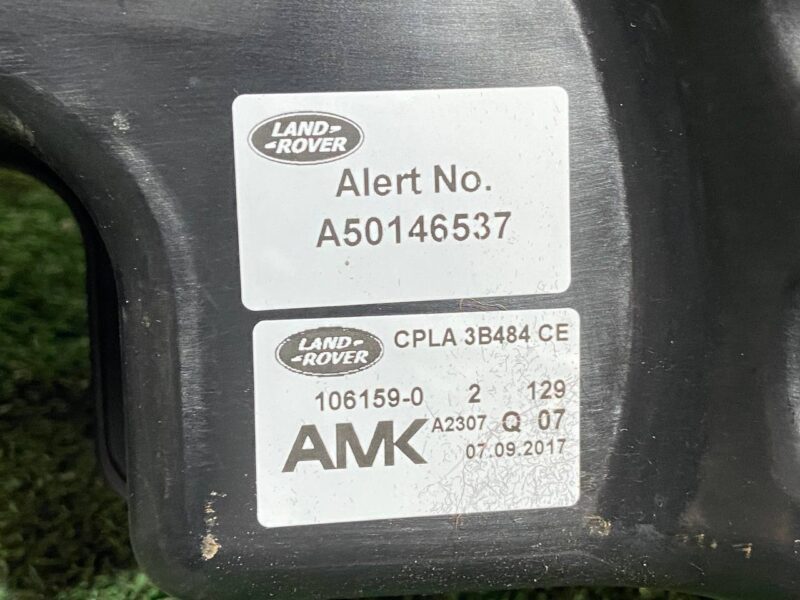 LAND
ROVER
Alert No.
A50146537
LAND
ROVER
CPLA 3B484 CE
106159-0 2 129
AMK
A2307 Q 07
07.09.2017